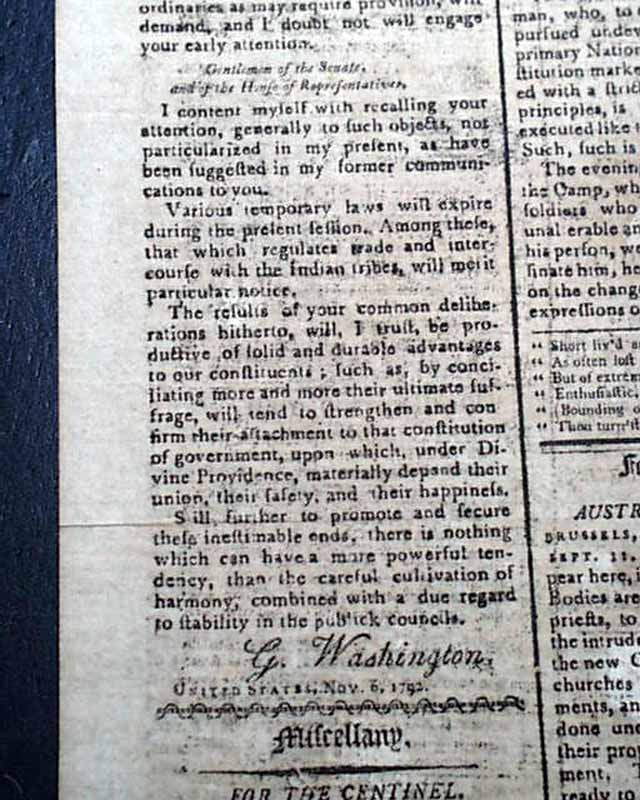 ordinaries as may require provision, will
demand, and I doubt not will engage
your early attention.
Gentlemen of the Senate,
and of the House of Representatives,
I content myſelf with recalling your
attention, generally to ſuch objects, not
particularized in my preſent, as have
been ſuggeſted in my former communi-
cations to you.
Various temporary laws will expire
during the preſent ſeſſion. Among theſe,
that which regulates trade and inter-
courſe with the Indian tribes, will merit
particular notice.
The reſults of your common delibe-
rations hitherto, will, I truſt, be pro-
ductive of ſolid and durable advantages
to our conſtituents; ſuch as, by conci-
liating more and more their ultimate ſuf-
frage, will tend to ſtrengthen and con
firm their attachment to that conſtitution
of government, upon which, under Di-
vine Providence, materially depend their
union, their ſafety, and their happineſs.
Still further to promote and ſecure
theſe ineſtimable ends, there is nothing
which can have a more powerful ten-
dency, than the careful cultivation of
harmony, combined with a due regard
to ſtability in the publick councils.
G. Washington.
UNITED STATES, Nov. 6, 1792.
Miſcellany.
FOR THE CENTINEL.
man, who, to
purſued undev
primary Nation
ſtitution marke
ed with a ſtric
principles, is
executed like
Such, ſuch is
The evenin
the Camp, wh
ſoldiers who
unal erable an
his perſon, we
ſinate him, he
on the change
expreſſions o
“ Short liv'd a
“ As often loſt
“ But of extrem
“ Enthuſiaſtic,
“ (Bounding o
“ Thou turn'ſt
AUSTR
BRUSSELS,
SEPT. 11.
pear here, i
Bodies are
prieſts, to
the intrud
the new C
churches
ments, an
done und
their prop
ment. T
ready to